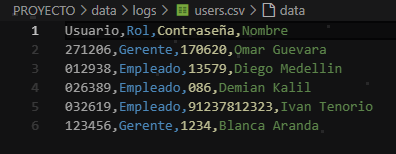 PROYECTO > data > logs > users.csv > data
1 Usuario,Rol,Contraseña,Nombre
2 271206,Gerente,170620,Omar Guevara
3 012938,Empleado,13579,Diego Medellin
4 026389,Empleado,086,Demian Kalil
5 032619,Empleado,91237812323,Ivan Tenorio
6 123456,Gerente,1234,Blanca Aranda